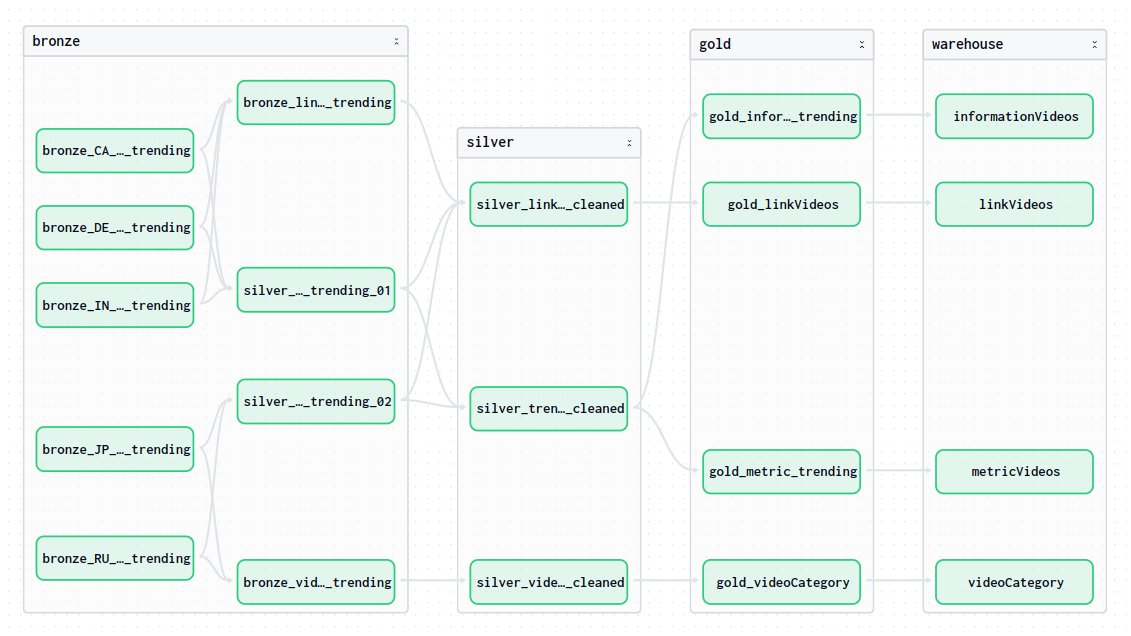 bronze
bronze_CA_…_trending
bronze_DE_…_trending
bronze_IN_…_trending
bronze_JP_…_trending
bronze_RU_…_trending
bronze_lin…_trending
silver_…_trending_01
silver_…_trending_02
bronze_vid…_trending
silver
silver_link…_cleaned
silver_tren…_cleaned
silver_vide…_cleaned
gold
gold_infor…_trending
gold_linkVideos
gold_metric_trending
gold_videoCategory
warehouse
informationVideos
linkVideos
metricVideos
videoCategory